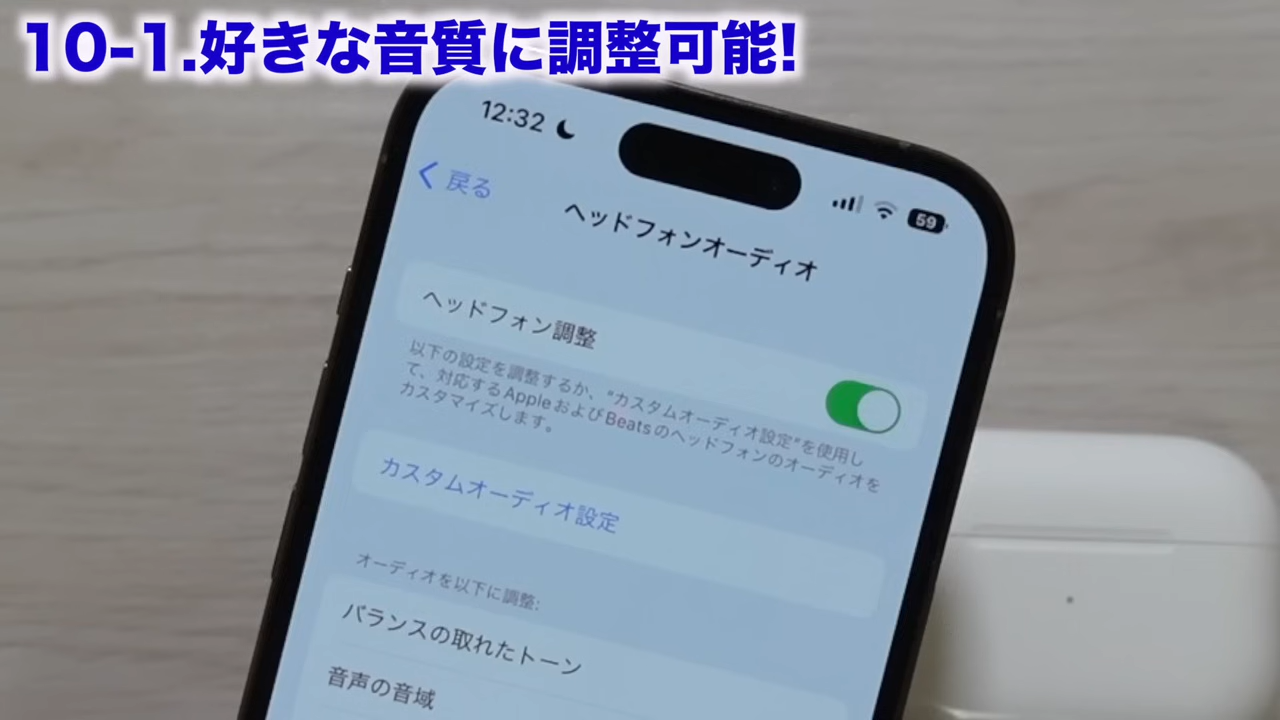 10-1.好きな音質に調整可能!
12:32
59
戻る
ヘッドフォンオーディオ
ヘッドフォン調整
以下の設定を調整するか、"カスタムオーディオ設定"を使用し
て、対応するAppleおよびBeatsのヘッドフォンのオーディオを
カスタマイズします。
カスタムオーディオ設定
オーディオを以下に調整:
バランスの取れたトーン
音声の音域